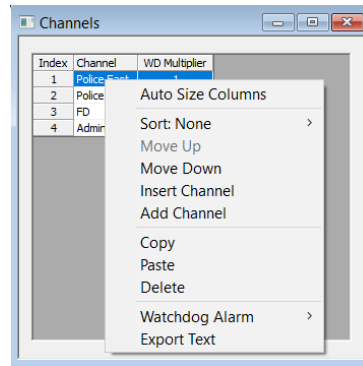 Channels
Index Channel WD Multiplier
1 Police East 1
2 Police
3 FD
4 Admin
Auto Size Columns
Sort: None
Move Up
Move Down
Insert Channel
Add Channel
Copy
Paste
Delete
Watchdog Alarm
Export Text